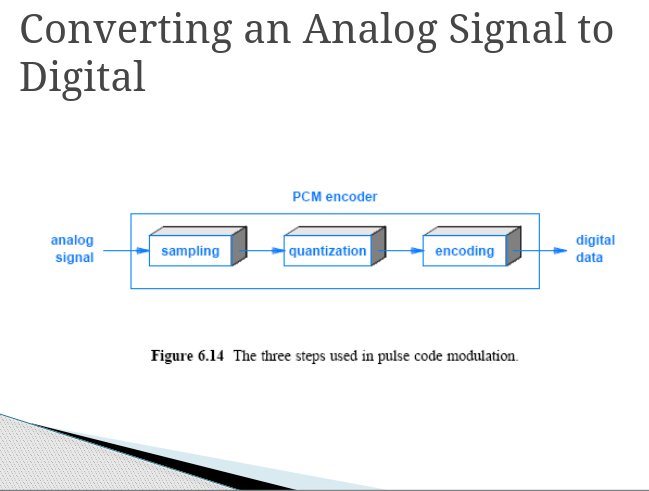 Converting an Analog Signal to
Digital
PCM encoder
analog
signal
sampling
quantization
encoding
digital
data
Figure 6.14 The three steps used in pulse code modulation.